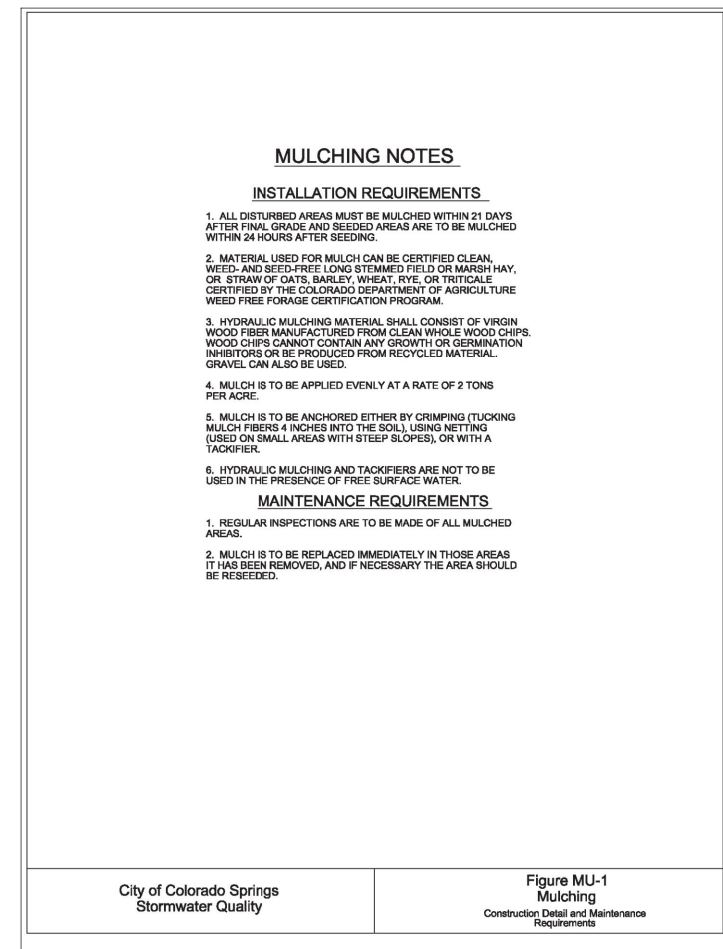 MULCHING NOTES
INSTALLATION REQUIREMENTS
1. ALL DISTURBED AREAS MUST BE MULCHED WITHIN 21 DAYS
AFTER FINAL GRADE AND SEEDED AREAS ARE TO BE MULCHED
WITHIN 24 HOURS AFTER SEEDING.
2. MATERIAL USED FOR MULCH CAN BE CERTIFIED CLEAN,
WEED- AND SEED-FREE LONG STEMMED FIELD OR MARSH HAY,
OR STRAW OF OATS, BARLEY, WHEAT, RYE, OR TRITICALE
CERTIFIED BY THE COLORADO DEPARTMENT OF AGRICULTURE
WEED FREE FORAGE CERTIFICATION PROGRAM.
3. HYDRAULIC MULCHING MATERIAL SHALL CONSIST OF VIRGIN
WOOD FIBER MANUFACTURED FROM CLEAN WHOLE WOOD CHIPS.
WOOD CHIPS CANNOT CONTAIN ANY GROWTH OR GERMINATION
INHIBITORS OR BE PRODUCED FROM RECYCLED MATERIAL.
GRAVEL CAN ALSO BE USED.
4. MULCH IS TO BE APPLIED EVENLY AT A RATE OF 2 TONS
PER ACRE.
5. MULCH IS TO BE ANCHORED EITHER BY CRIMPING (TUCKING
MULCH FIBERS 4 INCHES INTO THE SOIL), USING NETTING
(USED ON SMALL AREAS WITH STEEP SLOPES), OR WITH A
TACKIFIER.
6. HYDRAULIC MULCHING AND TACKIFIERS ARE NOT TO BE
USED IN THE PRESENCE OF FREE SURFACE WATER.
MAINTENANCE REQUIREMENTS
1. REGULAR INSPECTIONS ARE TO BE MADE OF ALL MULCHED
AREAS.
2. MULCH IS TO BE REPLACED IMMEDIATELY IN THOSE AREAS
IT HAS BEEN REMOVED, AND IF NECESSARY THE AREA SHOULD
BE RESEEDED.
City of Colorado Springs
Stormwater Quality
Figure MU-1
Mulching
Construction Detail and Maintenance
Requirements